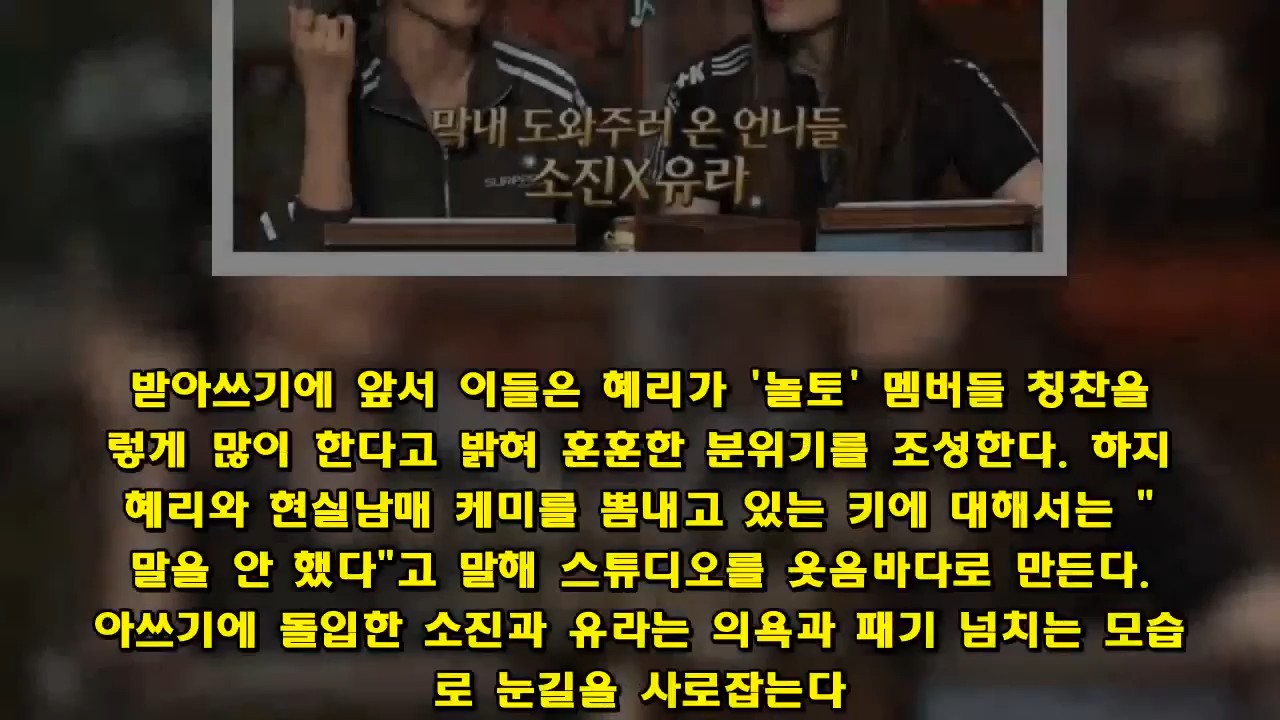 막내 도와주러 온 언니들
소진X유라
받아쓰기에 앞서 이들은 혜리가 '놀토' 멤버들 칭찬을
렇게 많이 한다고 밝혀 훈훈한 분위기를 조성한다. 하지
혜리와 현실남매 케미를 뽐내고 있는 키에 대해서는 "
말을 안 했다"고 말해 스튜디오를 웃음바다로 만든다.
아쓰기에 돌입한 소진과 유라는 의욕과 패기 넘치는 모습
로 눈길을 사로잡는다